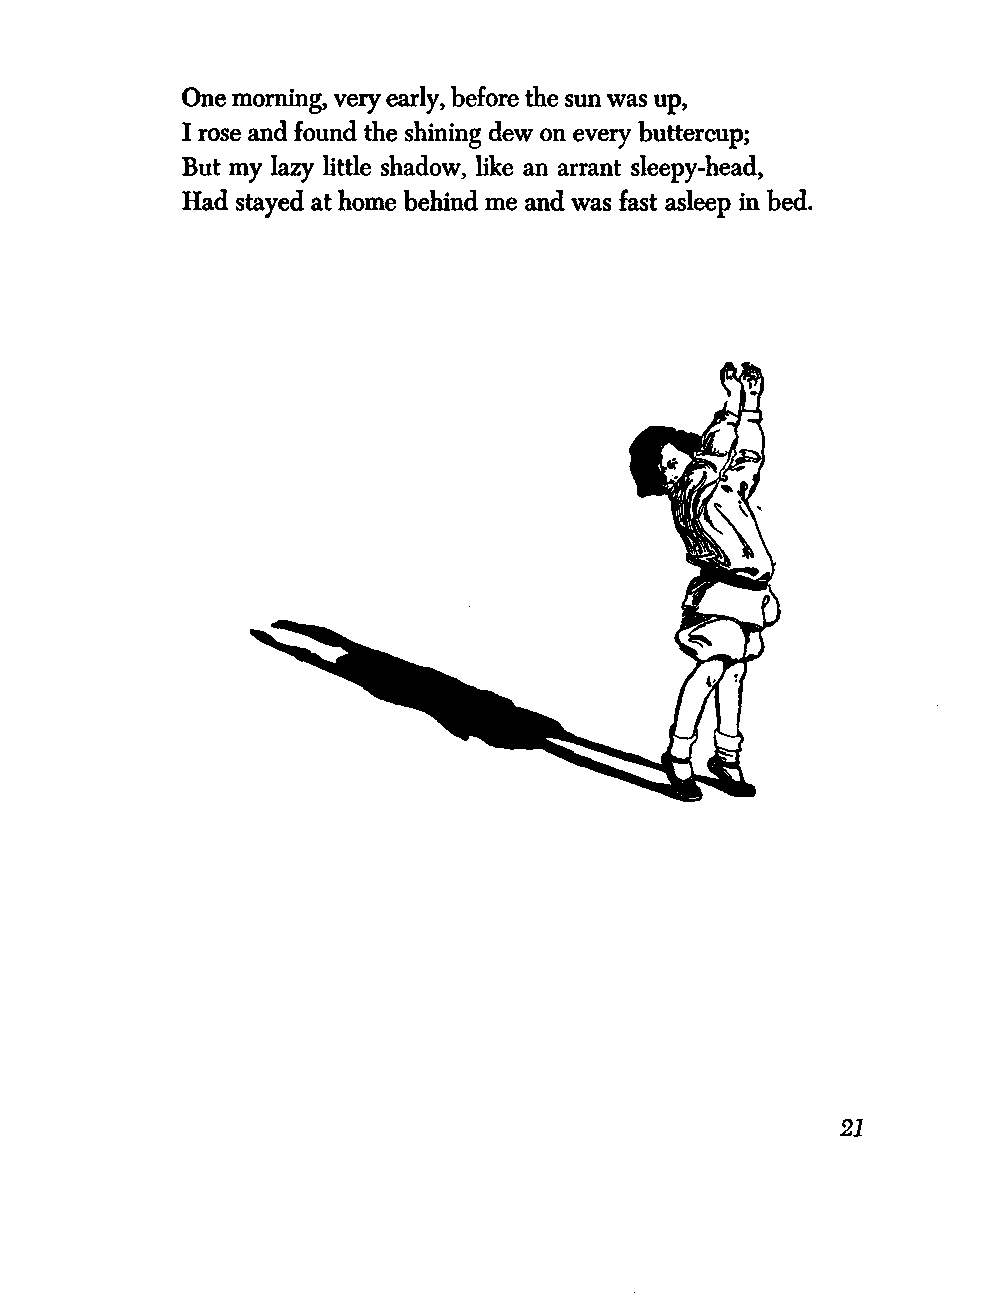 One morning, very early, before the sun was up,
I rose and found the shining dew on every buttercup;
But my lazy little shadow, like an arrant sleepy-head,
Had stayed at home behind me and was fast asleep in bed.
21